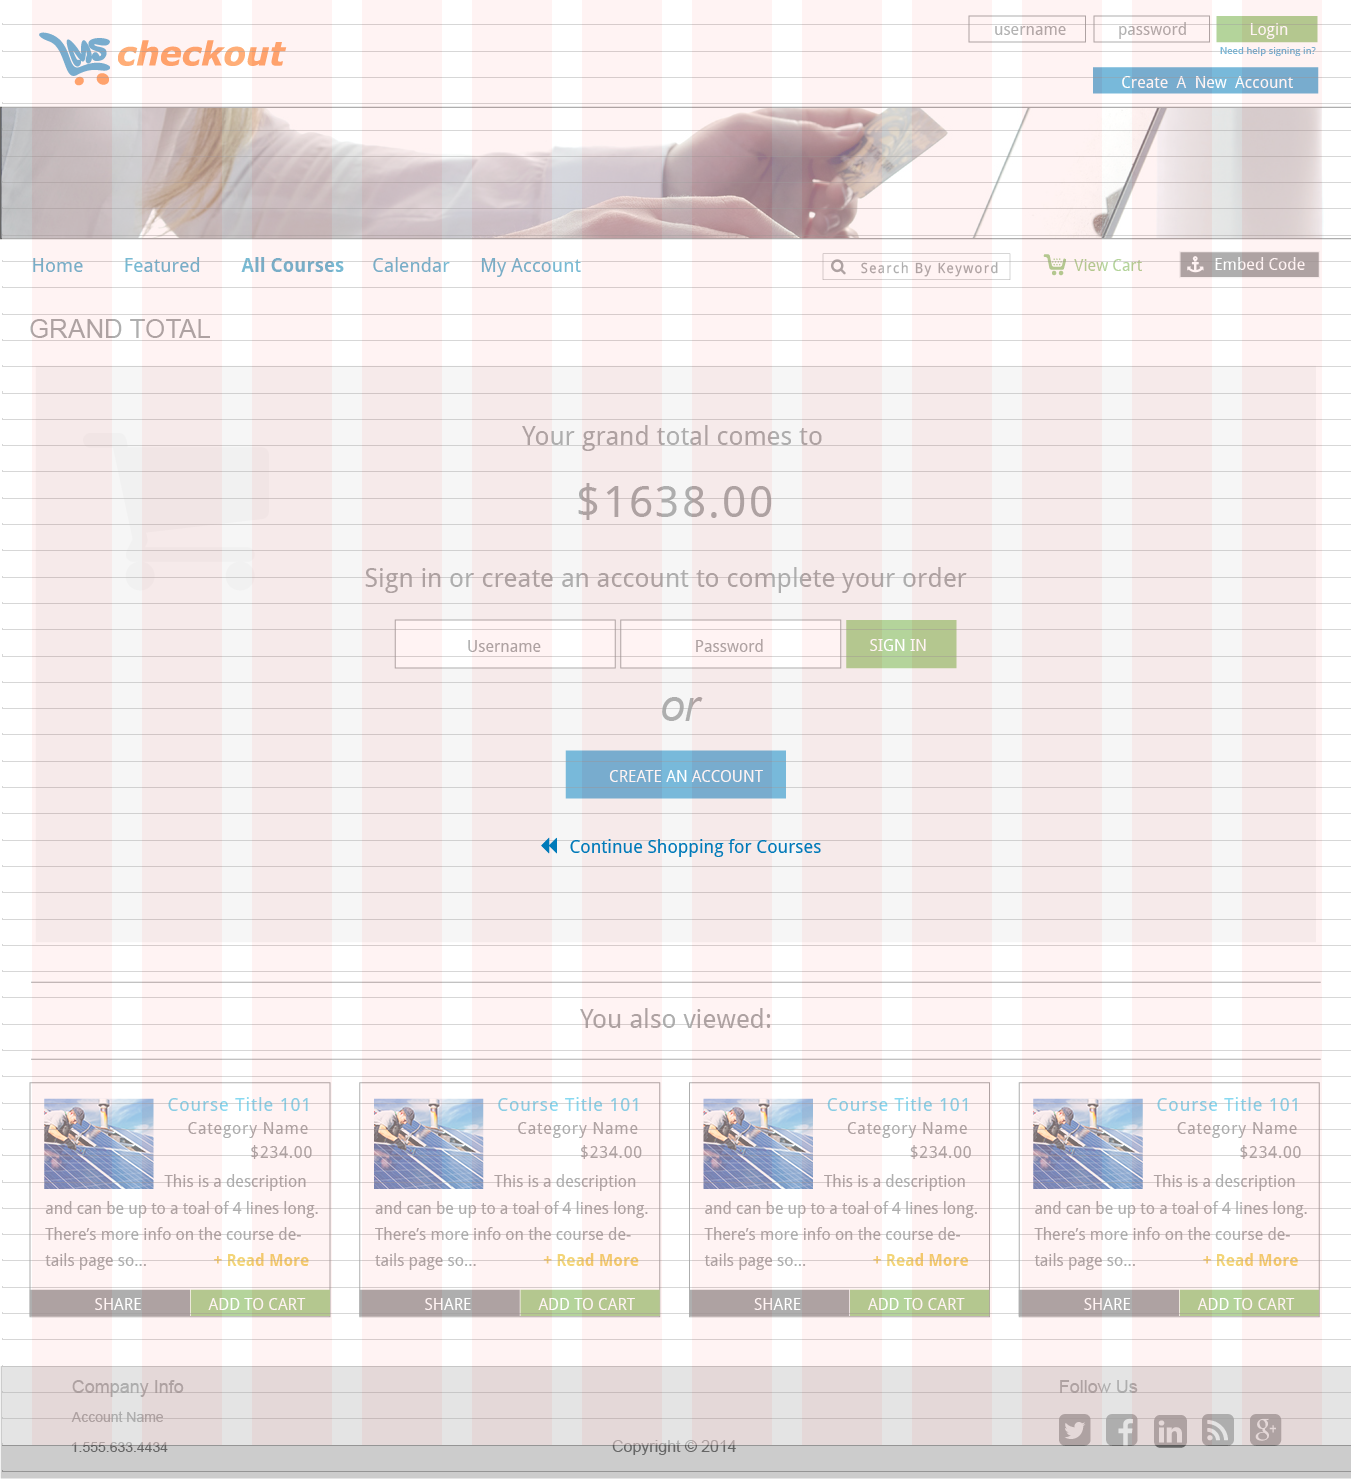 checkout
username
password
Login
Need help signing in?
Create A New Account
Home
Featured
All Courses
Calendar
My Account
Search By Keyword
View Cart
Embed Code
GRAND TOTAL
Your grand total comes to
$1638.00
Sign in or create an account to complete your order
Username
Password
SIGN IN
or
CREATE AN ACCOUNT
Continue Shopping for Courses
You also viewed:
Course Title 101
Category Name
$234.00
This is a description
and can be up to a toal of 4 lines long.
There's more info on the course de-
tails page so... + Read More
SHARE
ADD TO CART
Course Title 101
Category Name
$234.00
This is a description
and can be up to a toal of 4 lines long.
There's more info on the course de-
tails page so... + Read More
SHARE
ADD TO CART
Course Title 101
Category Name
$234.00
This is a description
and can be up to a toal of 4 lines long.
There's more info on the course de-
tails page so... + Read More
SHARE
ADD TO CART
Course Title 101
Category Name
$234.00
This is a description
and can be up to a toal of 4 lines long.
There's more info on the course de-
tails page so... + Read More
SHARE
ADD TO CART
Company Info
Account Name
1.555.633.4434
Copyright © 2014
Follow Us